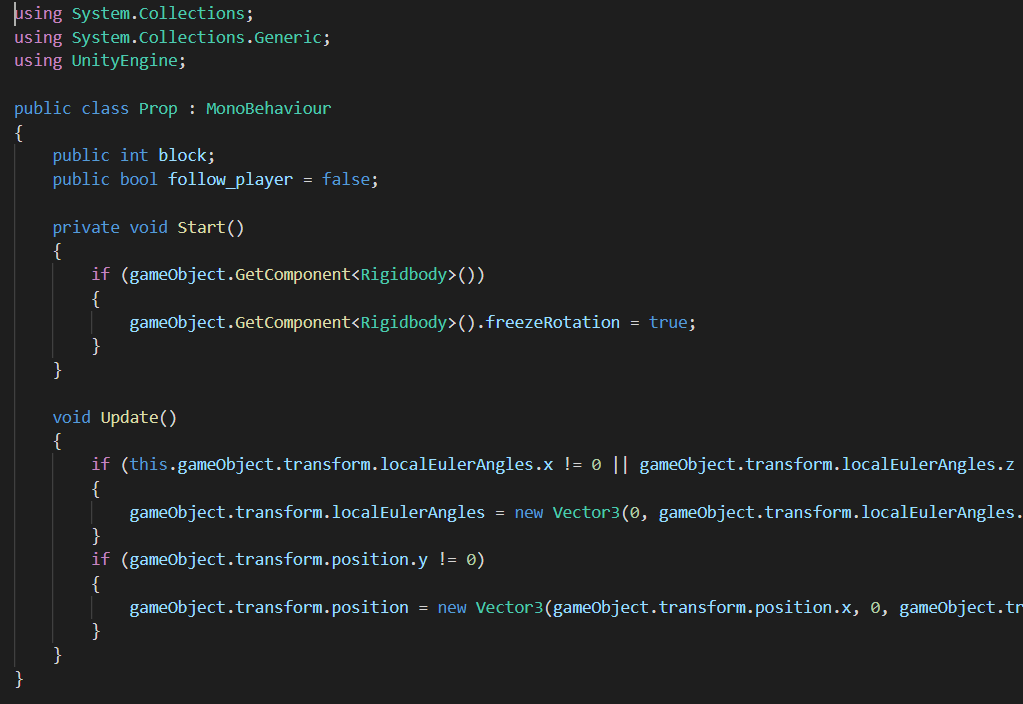 using System.Collections;
using System.Collections.Generic;
using UnityEngine;

public class Prop : MonoBehaviour
{
    public int block;
    public bool follow_player = false;

    private void Start()
    {
        if (gameObject.GetComponent<Rigidbody>())
        {
            gameObject.GetComponent<Rigidbody>().freezeRotation = true;
        }
    }

    void Update()
    {
        if (this.gameObject.transform.localEulerAngles.x != 0 || gameObject.transform.localEulerAngles.z
        {
            gameObject.transform.localEulerAngles = new Vector3(0, gameObject.transform.localEulerAngles.
        }
        if (gameObject.transform.position.y != 0)
        {
            gameObject.transform.position = new Vector3(gameObject.transform.position.x, 0, gameObject.tr
        }
    }
}